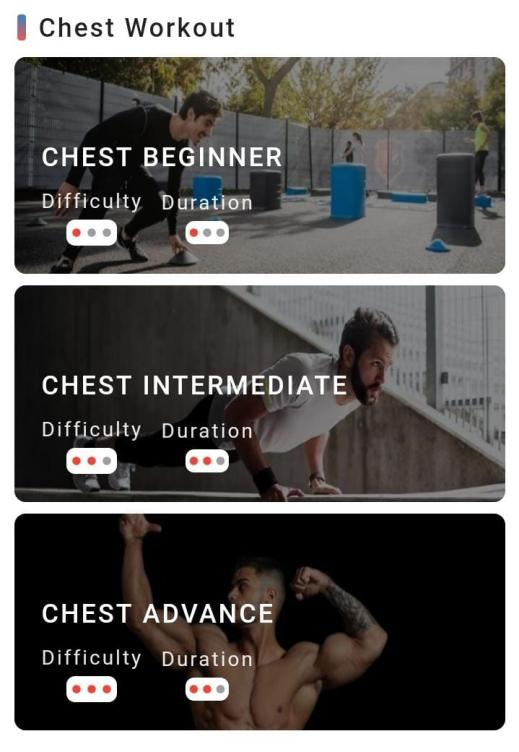 Chest Workout
CHEST BEGINNER
Difficulty Duration
CHEST INTERMEDIATE
Difficulty Duration
CHEST ADVANCE
Difficulty Duration